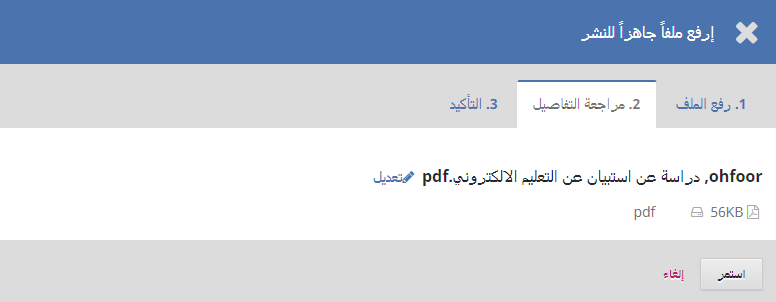 إرفع ملفاً جاهزاً للنشر
1. رفع الملف 2. مراجعة التفاصيل 3. التأكيد
ohfoor, دراسة عن استبيان عن التعليم الالكتروني.pdf تعديل
56KB pdf
استمر إلغاء